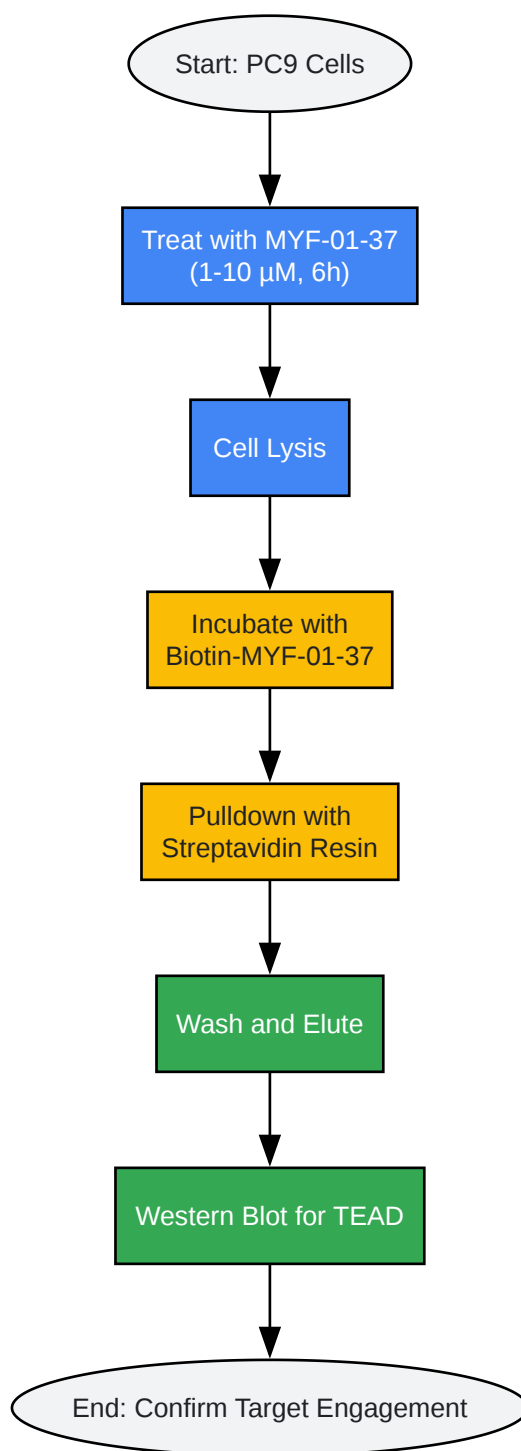 Start: PC9 Cells
Treat with MYF-01-37
(1-10 µM, 6h)
Cell Lysis
Incubate with
Biotin-MYF-01-37
Pulldown with
Streptavidin Resin
Wash and Elute
Western Blot for TEAD
End: Confirm Target Engagement